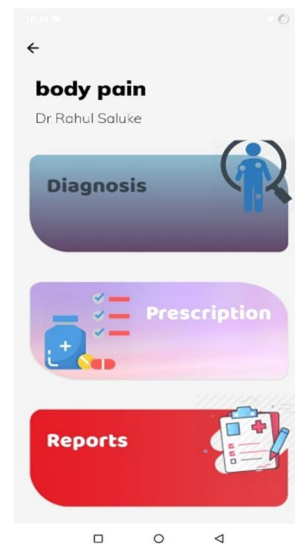 body pain
Dr Rahul Saluke
Diagnosis
Prescription
Reports